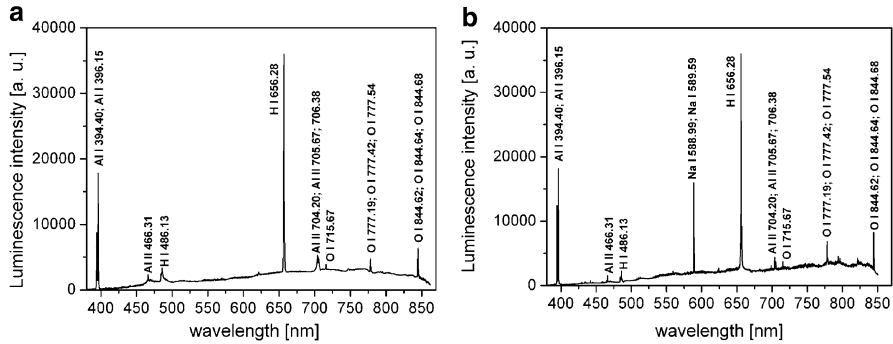 a
Luminescence intensity [a. u.]
40000
30000
20000
10000
0
Al I 394.40; Al I 396.15
Al II 466.31
H I 486.13
H I 656.28
Al II 704.20; Al II 705.67; 706.38
O I 715.67
O I 777.19; O I 777.42; O I 777.54
O I 844.62; O I 844.64; O I 844.68
400 450 500 550 600 650 700 750 800 850
wavelength [nm]
b
Luminescence intensity [a. u.]
40000
30000
20000
10000
0
Al I 394.40; Al I 396.15
Al II 466.31
H I 486.13
Na I 588.99; Na I 589.59
H I 656.28
Al II 704.20; Al II 705.67; 706.38
O I 715.67
O I 777.19; O I 777.42; O I 777.54
O I 844.62; O I 844.64; O I 844.68
400 450 500 550 600 650 700 750 800 850
wavelength [nm]